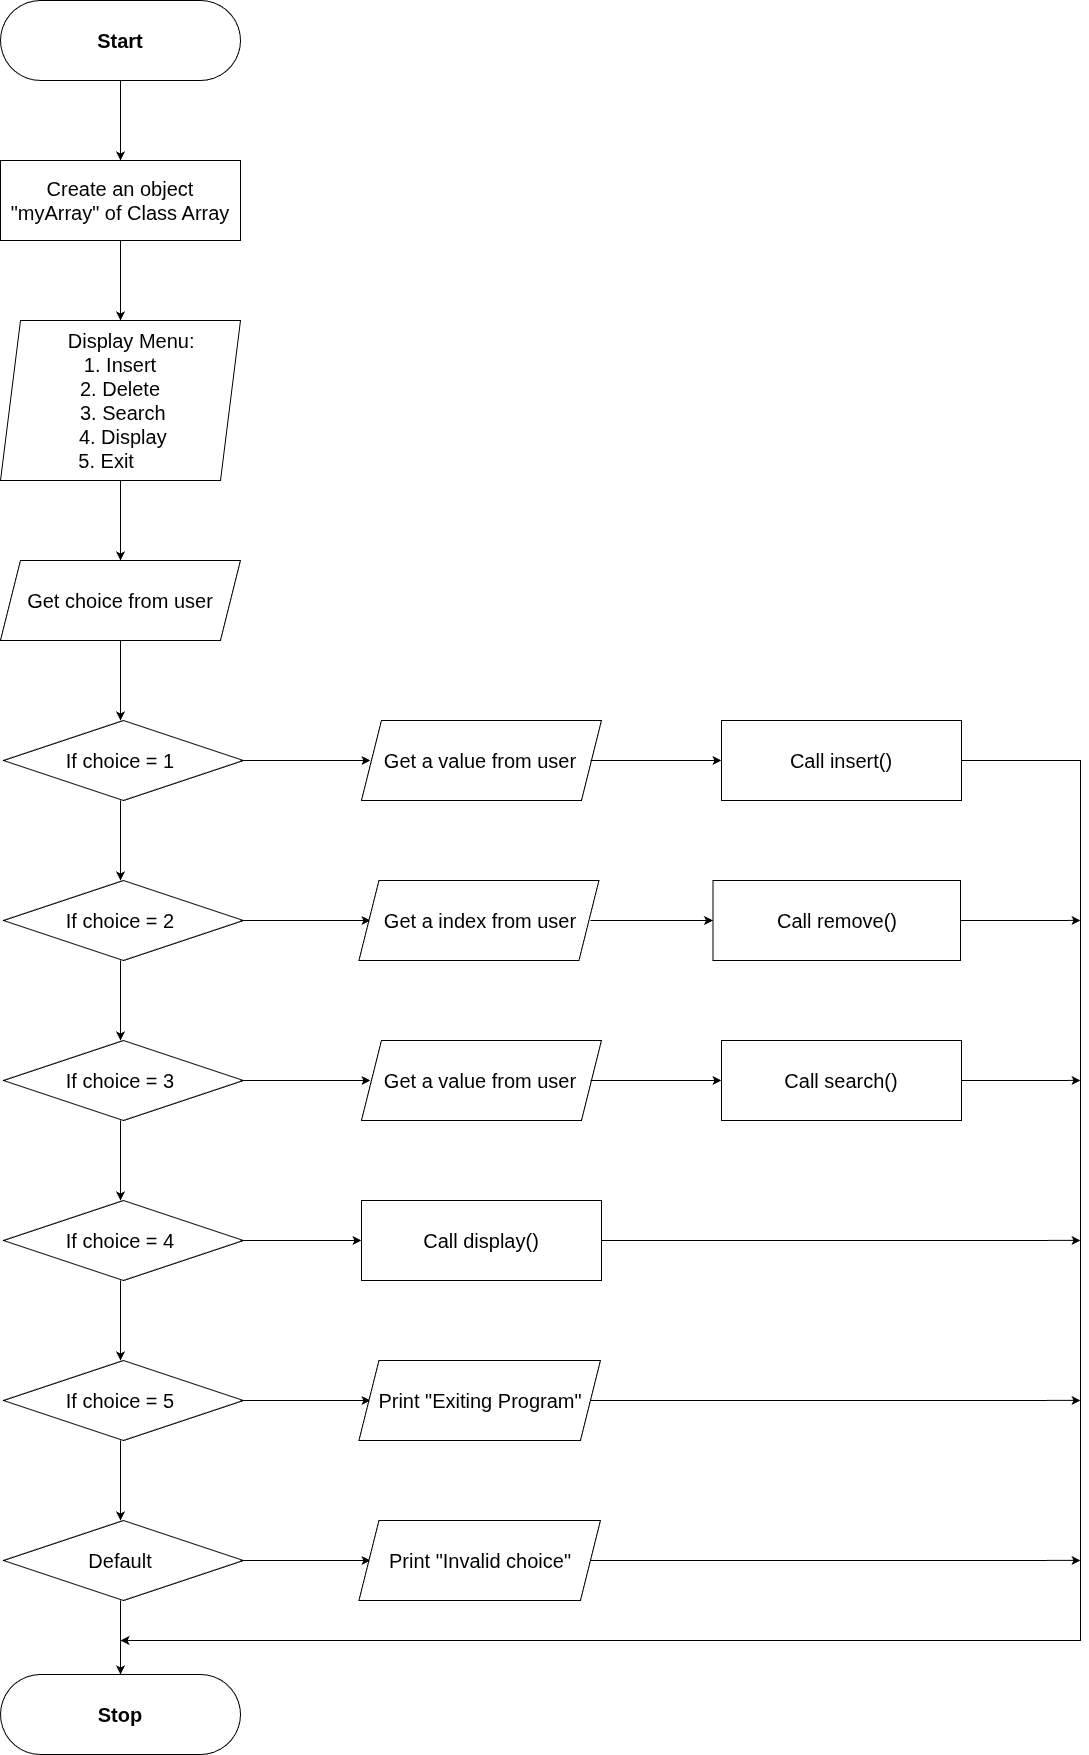 Start
Create an object
"myArray" of Class Array
Display Menu:
1. Insert
2. Delete
3. Search
4. Display
5. Exit
Get choice from user
If choice = 1
Get a value from user
Call insert()
If choice = 2
Get a index from user
Call remove()
If choice = 3
Get a value from user
Call search()
If choice = 4
Call display()
If choice = 5
Print "Exiting Program"
Default
Print "Invalid choice"
Stop